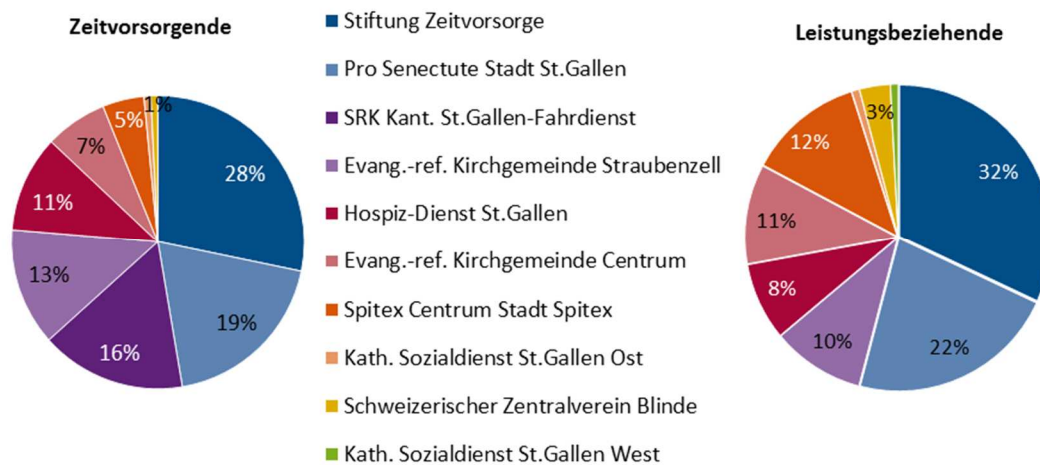 Zeitvorsorgende
28%
19%
16%
13%
11%
7%
5%
1%
Stiftung Zeitvorsorge
Pro Senectute Stadt St.Gallen
SRK Kant. St.Gallen-Fahrdienst
Evang.-ref. Kirchgemeinde Straubenzell
Hospiz-Dienst St.Gallen
Evang.-ref. Kirchgemeinde Centrum
Spitex Centrum Stadt Spitex
Kath. Sozialdienst St.Gallen Ost
Schweizerischer Zentralverein Blinde
Kath. Sozialdienst St.Gallen West
Leistungsbeziehende
32%
22%
10%
8%
11%
12%
3%